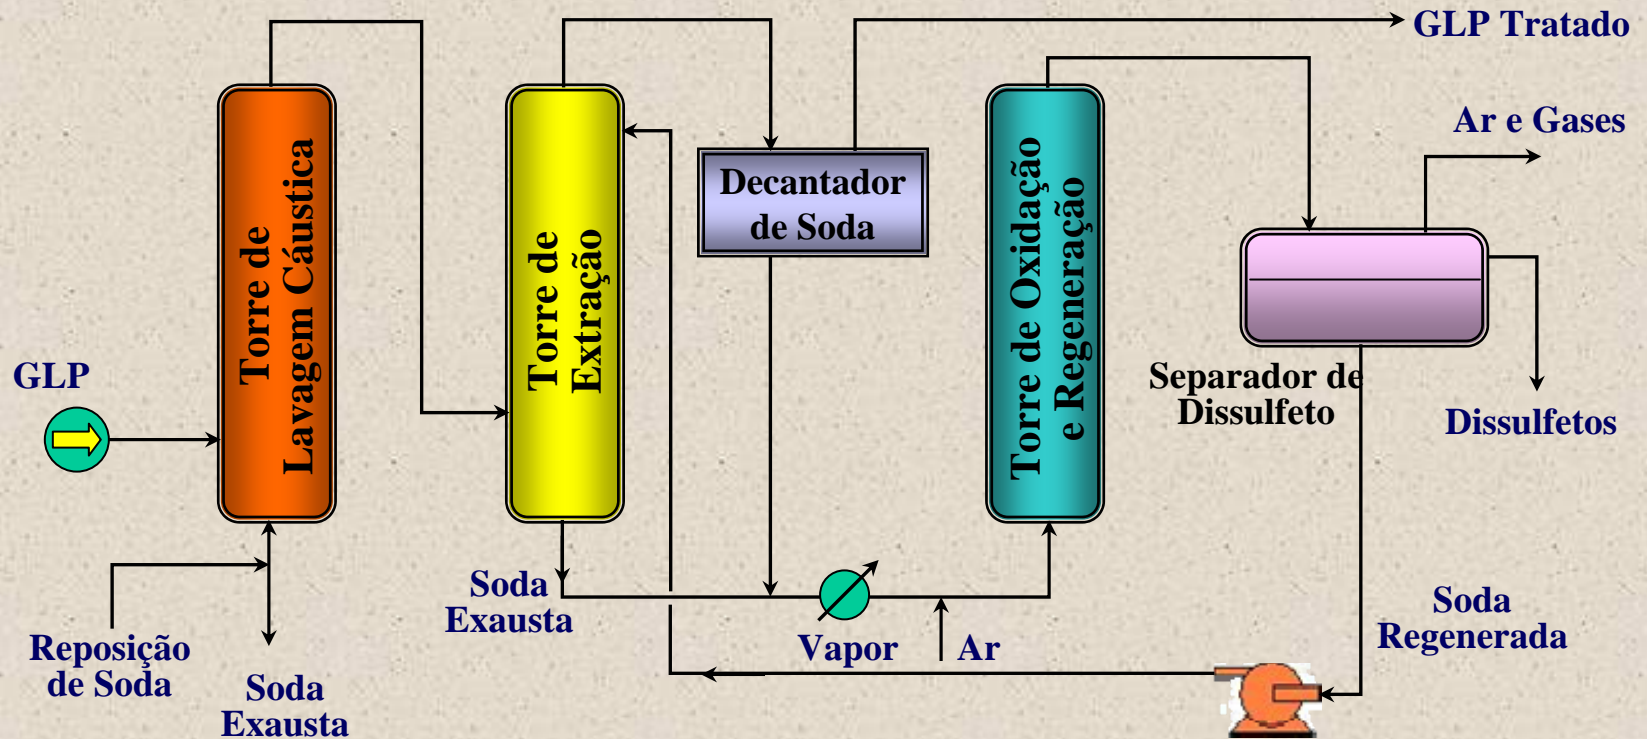 GLP Tratado
Ar e Gases
Torre de
Lavagem Cáustica
Torre de
Extração
Decantador
de Soda
Torre de Oxidação
e Regeneração
GLP
Separador de
Dissulfeto
Dissulfetos
Soda
Exausta
Soda
Regenerada
Vapor
Ar
Reposição
de Soda
Soda
Exausta